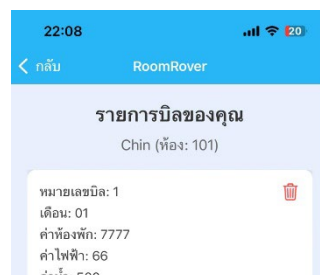 22:08
20
กลับ
RoomRover
รายการบิลของคุณ
Chin (ห้อง: 101)
หมายเลขบิล: 1
เดือน: 01
ค่าห้องพัก: 7777
ค่าไฟฟ้า: 66